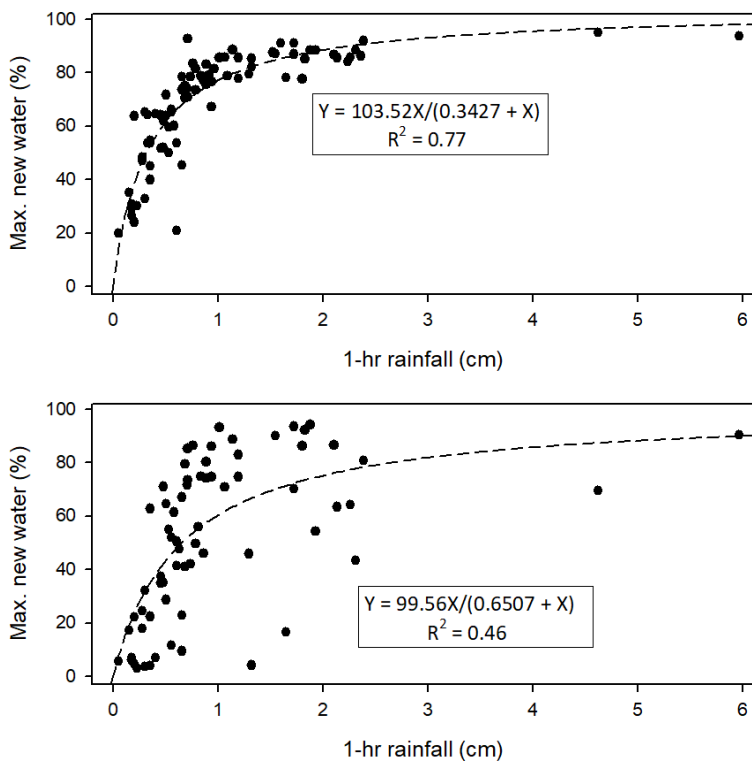 100
80
60
40
20
0
Max. new water (%)
Y = 103.52X/(0.3427 + X)
R² = 0.77
0 1 2 3 4 5 6
1-hr rainfall (cm)
100
80
60
40
20
0
Max. new water (%)
Y = 99.56X/(0.6507 + X)
R² = 0.46
0 1 2 3 4 5 6
1-hr rainfall (cm)